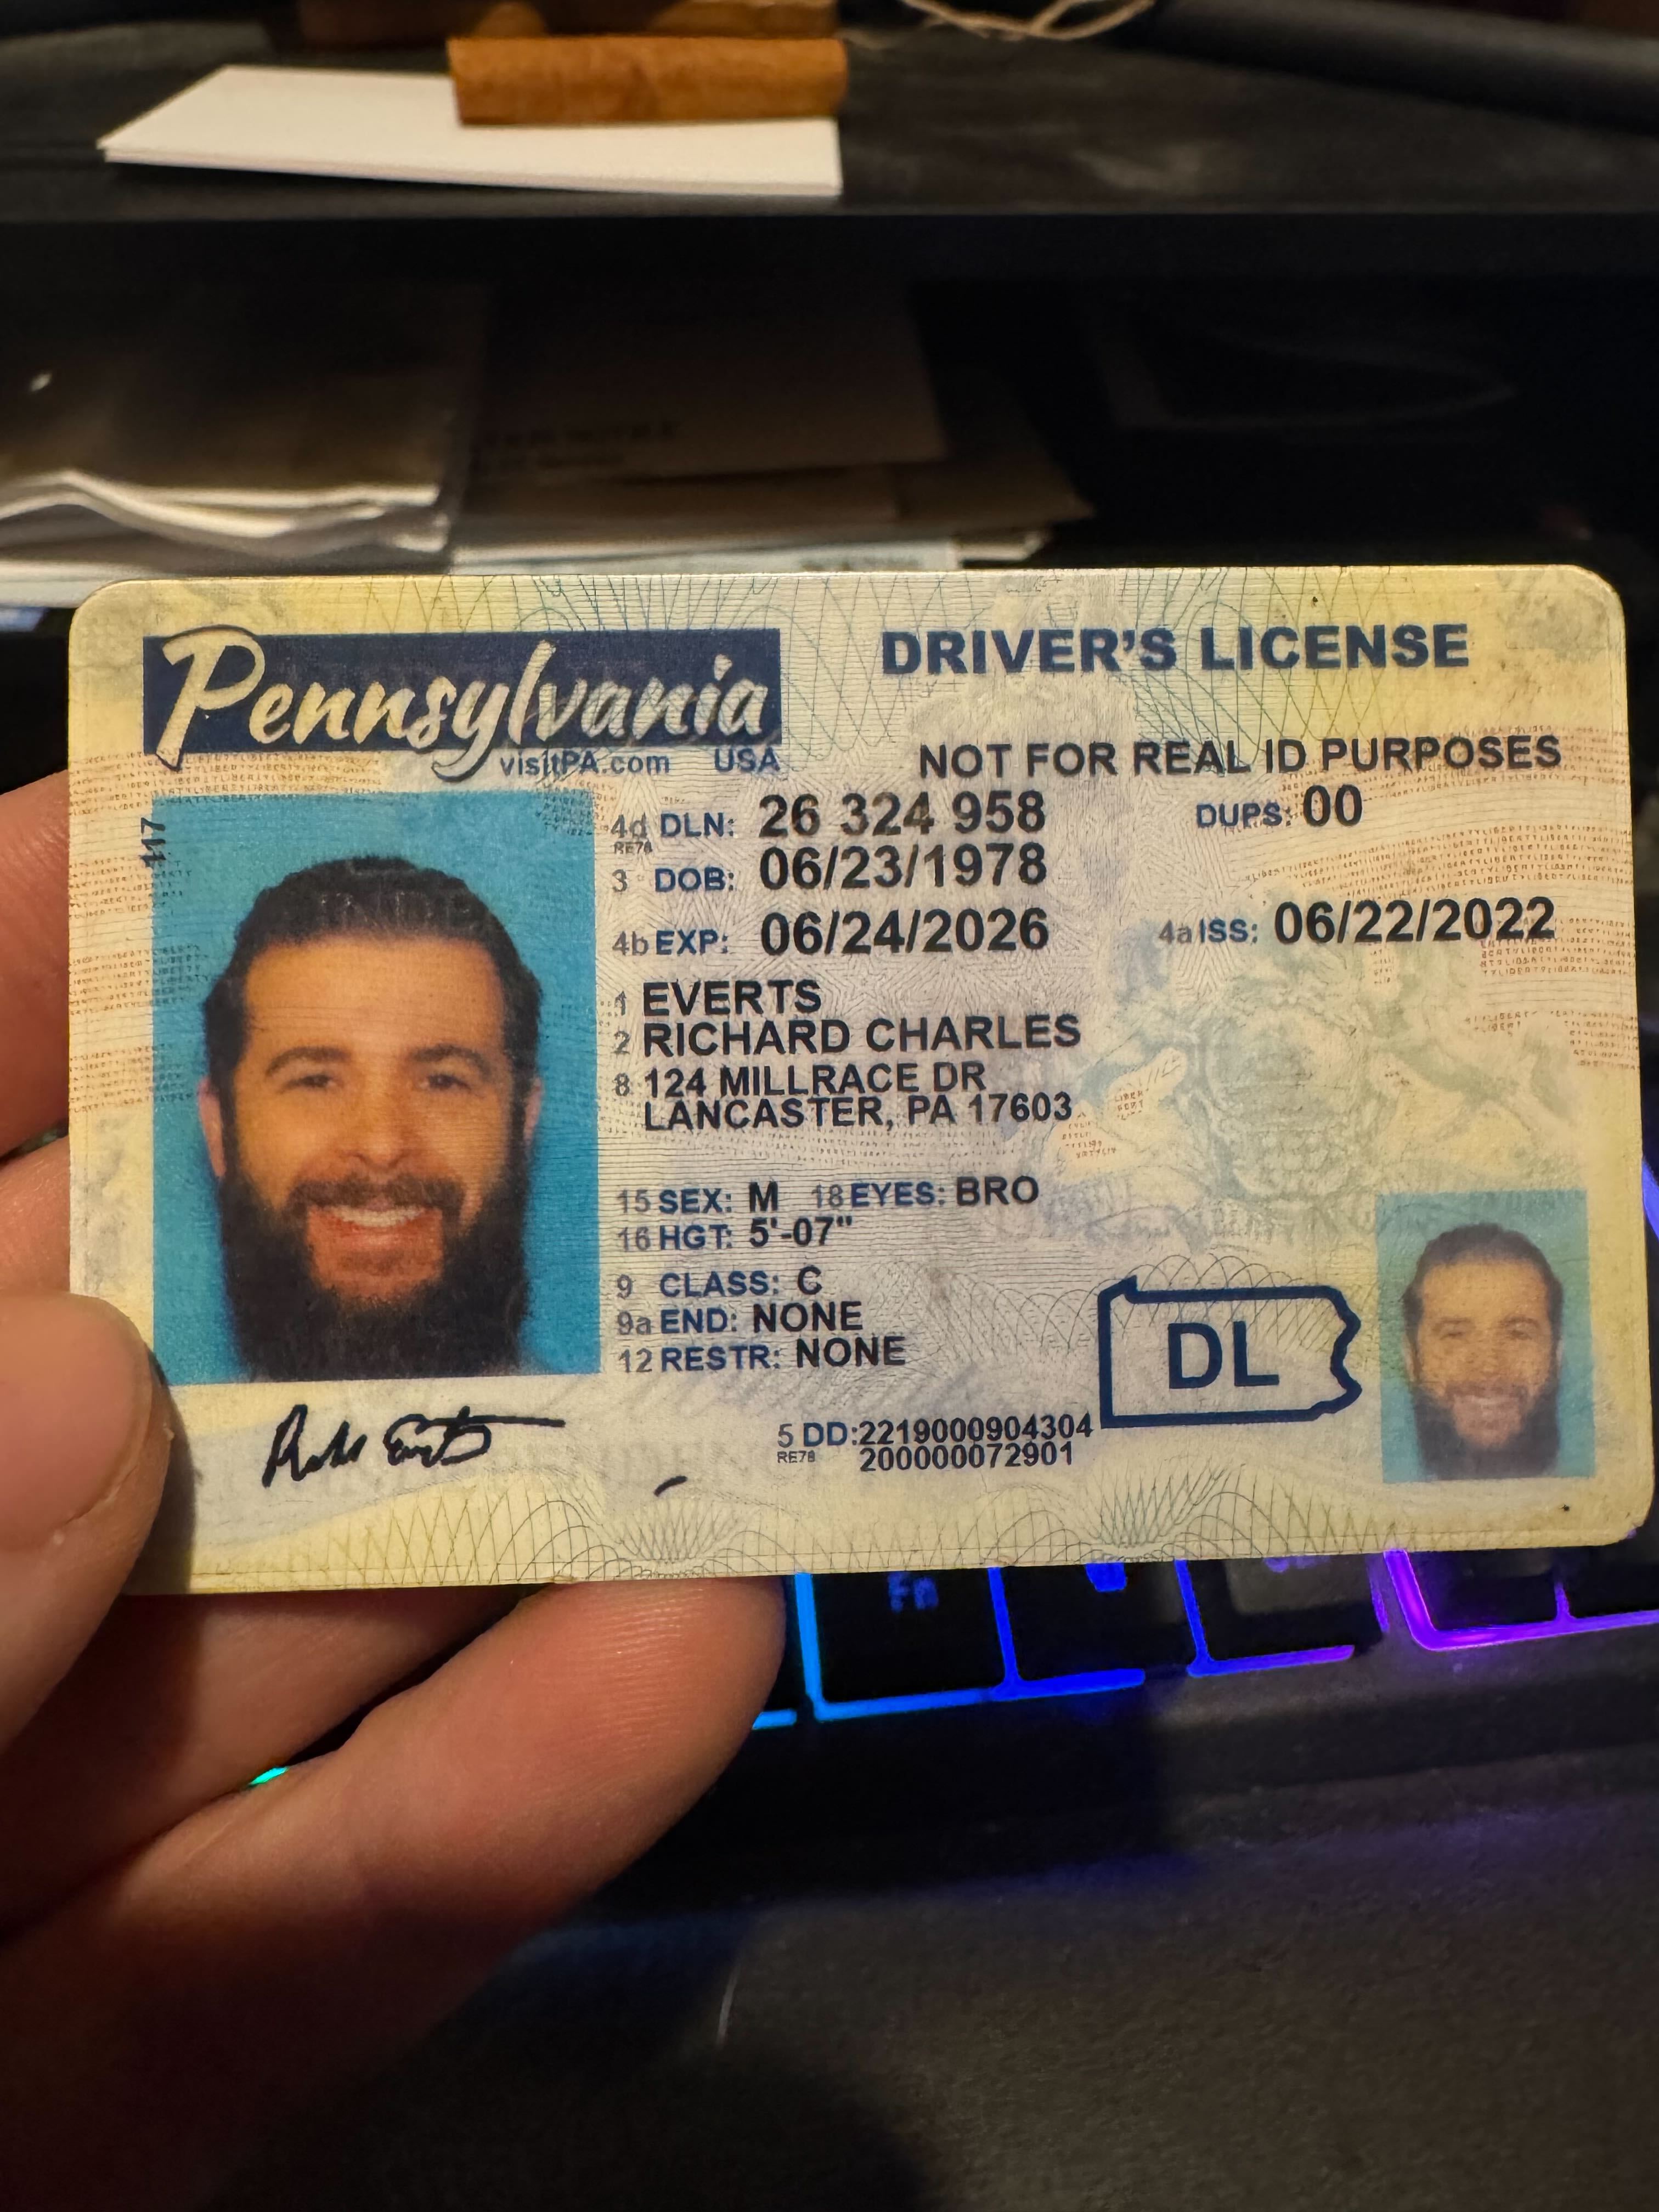 Pennsylvania
visitPA.com USA
DRIVER'S LICENSE
NOT FOR REAL ID PURPOSES
117
4d DLN: 26 324 958 DUPS: 00
RE78
3 DOB: 06/23/1978
4b EXP: 06/24/2026 4a ISS: 06/22/2022
1 EVERTS
2 RICHARD CHARLES
8 124 MILLRACE DR
LANCASTER, PA 17603
15 SEX: M 18 EYES: BRO
16 HGT: 5'-07"
9 CLASS: C
9a END: NONE
12 RESTR: NONE
DL
5 DD: 2219000904304
RE78 200000072901
Fn